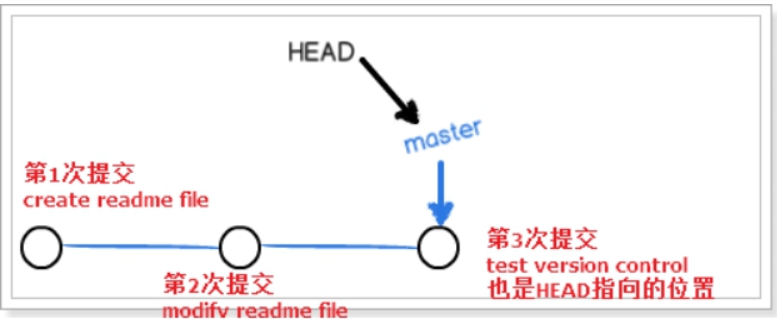 HEAD
master
第1次提交
create readme file
第2次提交
modify readme file
第3次提交
test version control
也是HEAD指向的位置